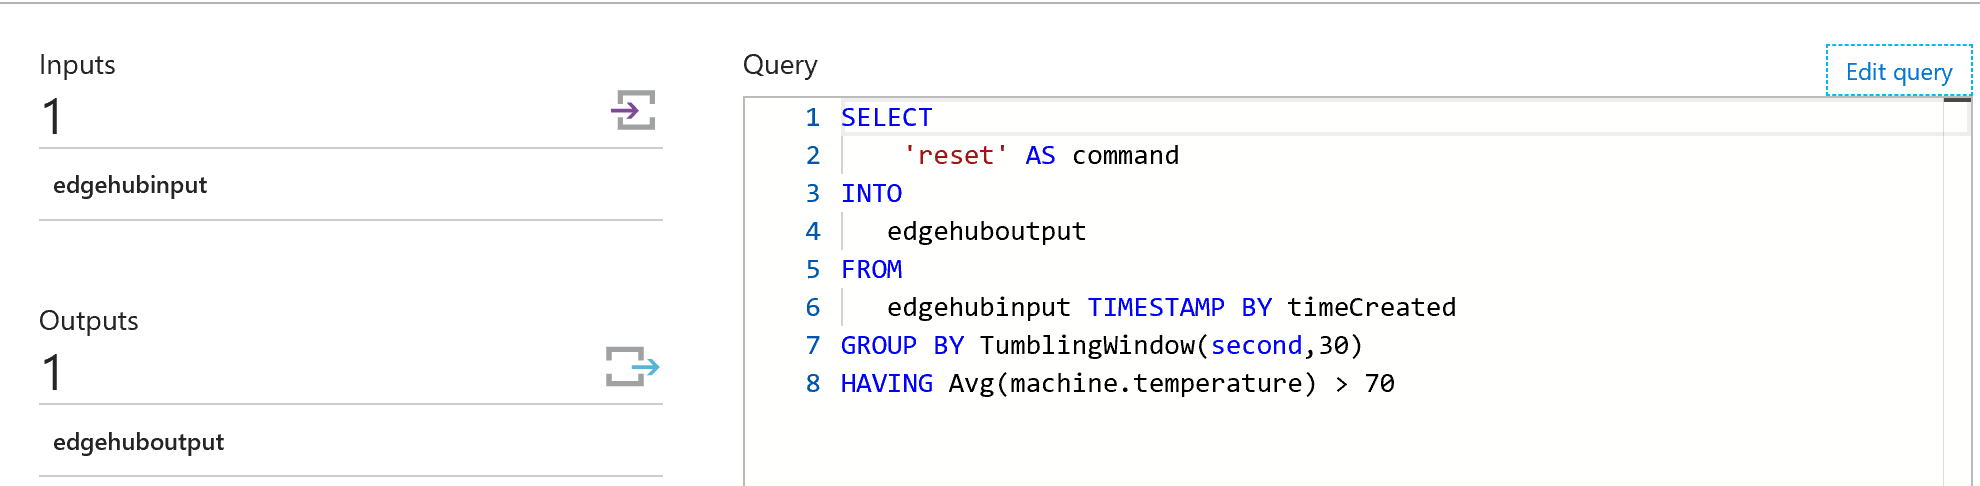 Inputs
1
edgehubinput
Outputs
1
edgehuboutput
Query
Edit query
1 SELECT
2     'reset' AS command
3 INTO
4    edgehuboutput
5 FROM
6    edgehubinput TIMESTAMP BY timeCreated
7 GROUP BY TumblingWindow(second,30)
8 HAVING Avg(machine.temperature) > 70